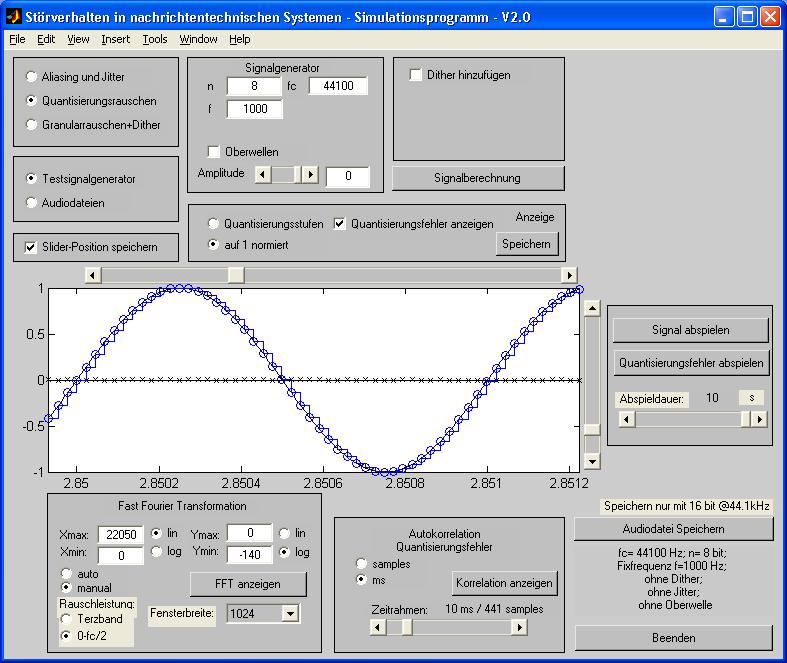 Störverhalten in nachrichtentechnischen Systemen - Simulationsprogramm - V2.0
File Edit View Insert Tools Window Help
Aliasing und Jitter
Quantisierungsrauschen
Granularrauschen+Dither
Signalgenerator
n 8 fc 44100
f 1000
Oberwellen
Amplitude 0
Dither hinzufügen
Signalberechnung
Testsignalgenerator
Audiodateien
Slider-Position speichern
Anzeige
Quantisierungsstufen Quantisierungsfehler anzeigen
auf 1 normiert Speichern
1
0.5
0
-0.5
-1
2.85 2.8502 2.8504 2.8506 2.8508 2.851 2.8512
Signal abspielen
Quantisierungsfehler abspielen
Abspieldauer: 10 s
Fast Fourier Transformation
Xmax: 22050 lin Ymax: 0 lin
Xmin: 0 log Ymin: -140 log
auto
manual
FFT anzeigen
Rauschleistung:
Terzband
0-fc/2
Fensterbreite: 1024
Autokorrelation
Quantisierungsfehler
samples
ms
Korrelation anzeigen
Zeitrahmen: 10 ms / 441 samples
Speichern nur mit 16 bit @44.1kHz
Audiodatei Speichern
fc= 44100 Hz; n= 8 bit;
Fixfrequenz f=1000 Hz;
ohne Dither;
ohne Jitter;
ohne Oberwelle
Beenden